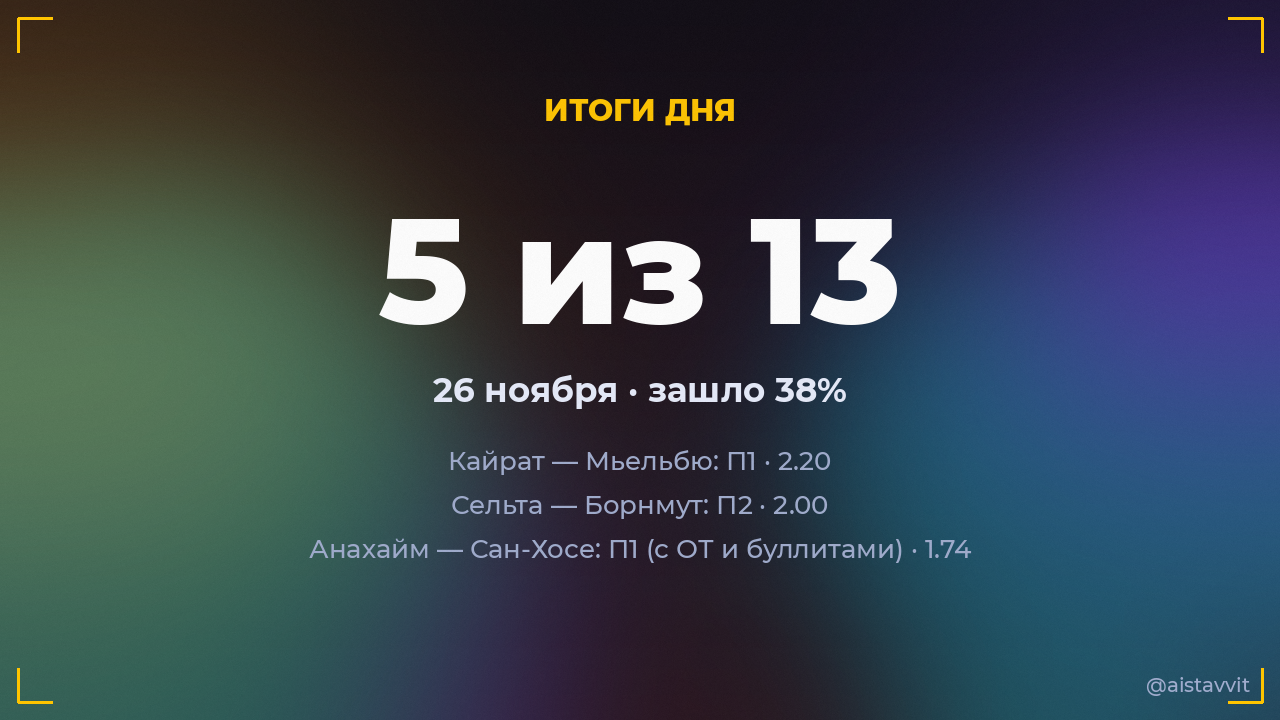 ИТОГИ ДНЯ
5 из 13
26 ноября · зашло 38%
Кайрат — Мьельбю: П1 · 2.20
Сельта — Борнмут: П2 · 2.00
Анахайм — Сан-Хосе: П1 (с ОТ и буллитами) · 1.74
@aistavvit